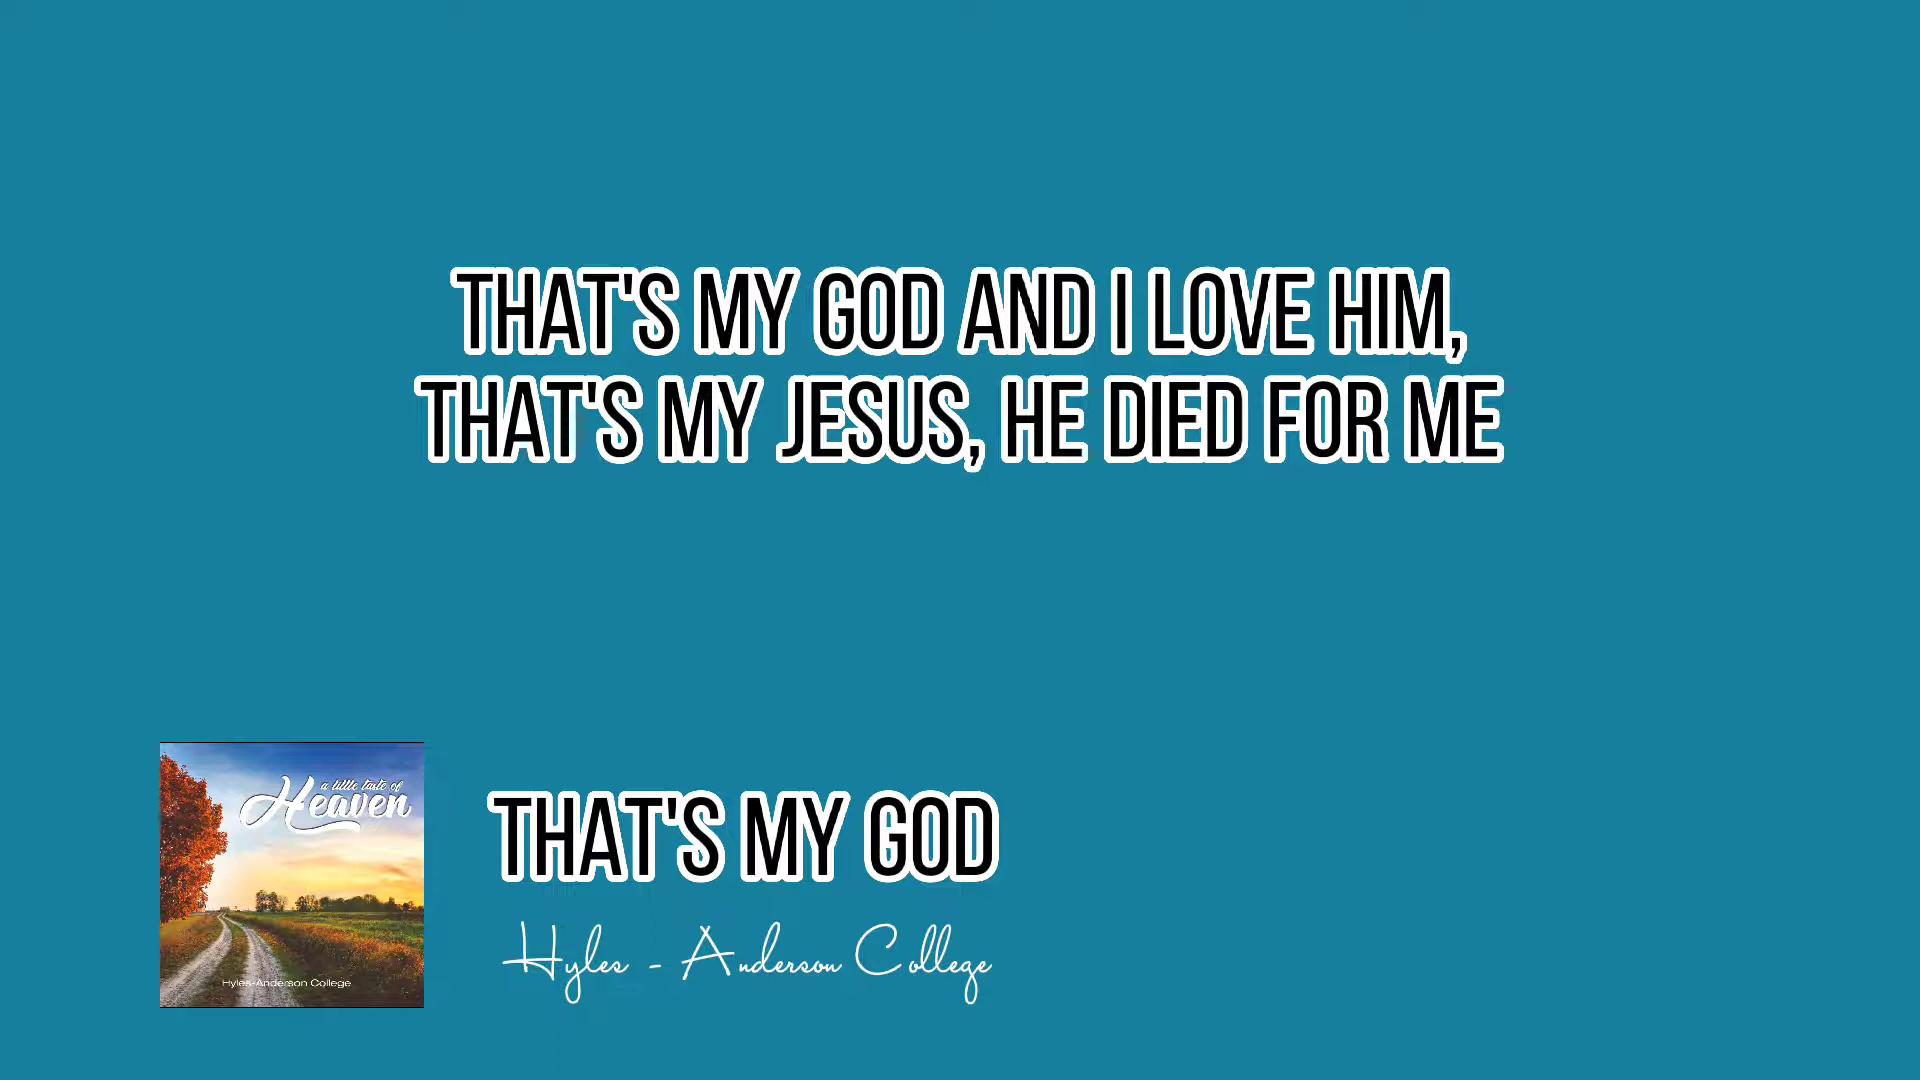 THAT'S MY GOD AND I LOVE HIM,
THAT'S MY JESUS, HE DIED FOR ME
a little taste of
Heaven
Hyles-Anderson College
THAT'S MY GOD
Hyles - Anderson College